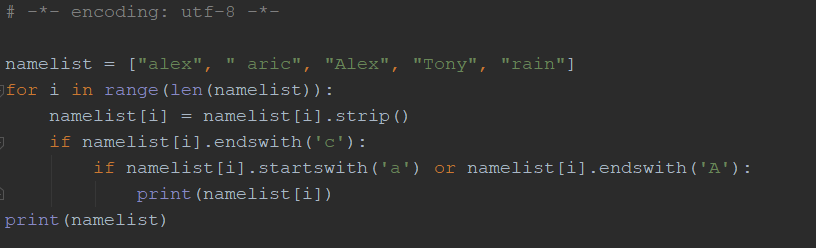 # -*- encoding: utf-8 -*-
namelist = ["alex", " aric", "Alex", "Tony", "rain"]
for i in range(len(namelist)):
    namelist[i] = namelist[i].strip()
    if namelist[i].endswith('c'):
        if namelist[i].startswith('a') or namelist[i].endswith('A'):
            print(namelist[i])
print(namelist)